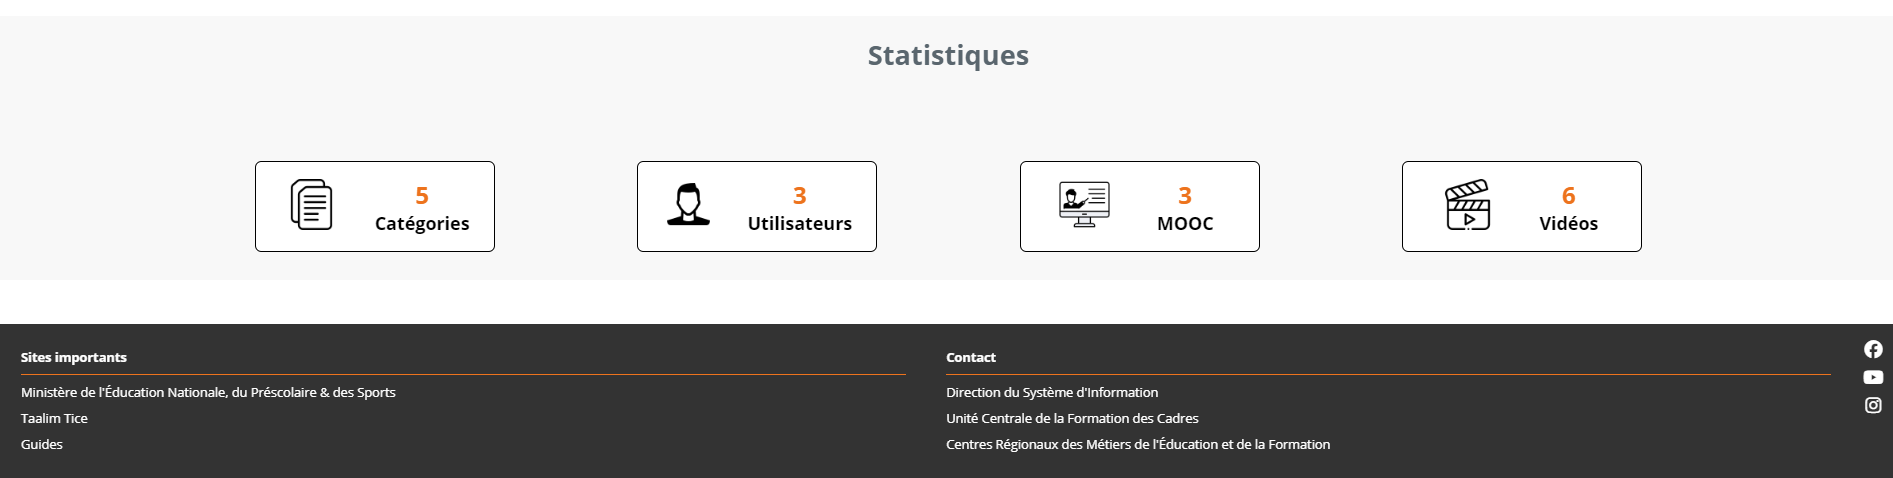 Statistiques
5
Catégories
3
Utilisateurs
3
MOOC
6
Vidéos
Sites importants
Ministère de l'Éducation Nationale, du Préscolaire & des Sports
Taalim Tice
Guides
Contact
Direction du Système d'Information
Unité Centrale de la Formation des Cadres
Centres Régionaux des Métiers de l'Éducation et de la Formation